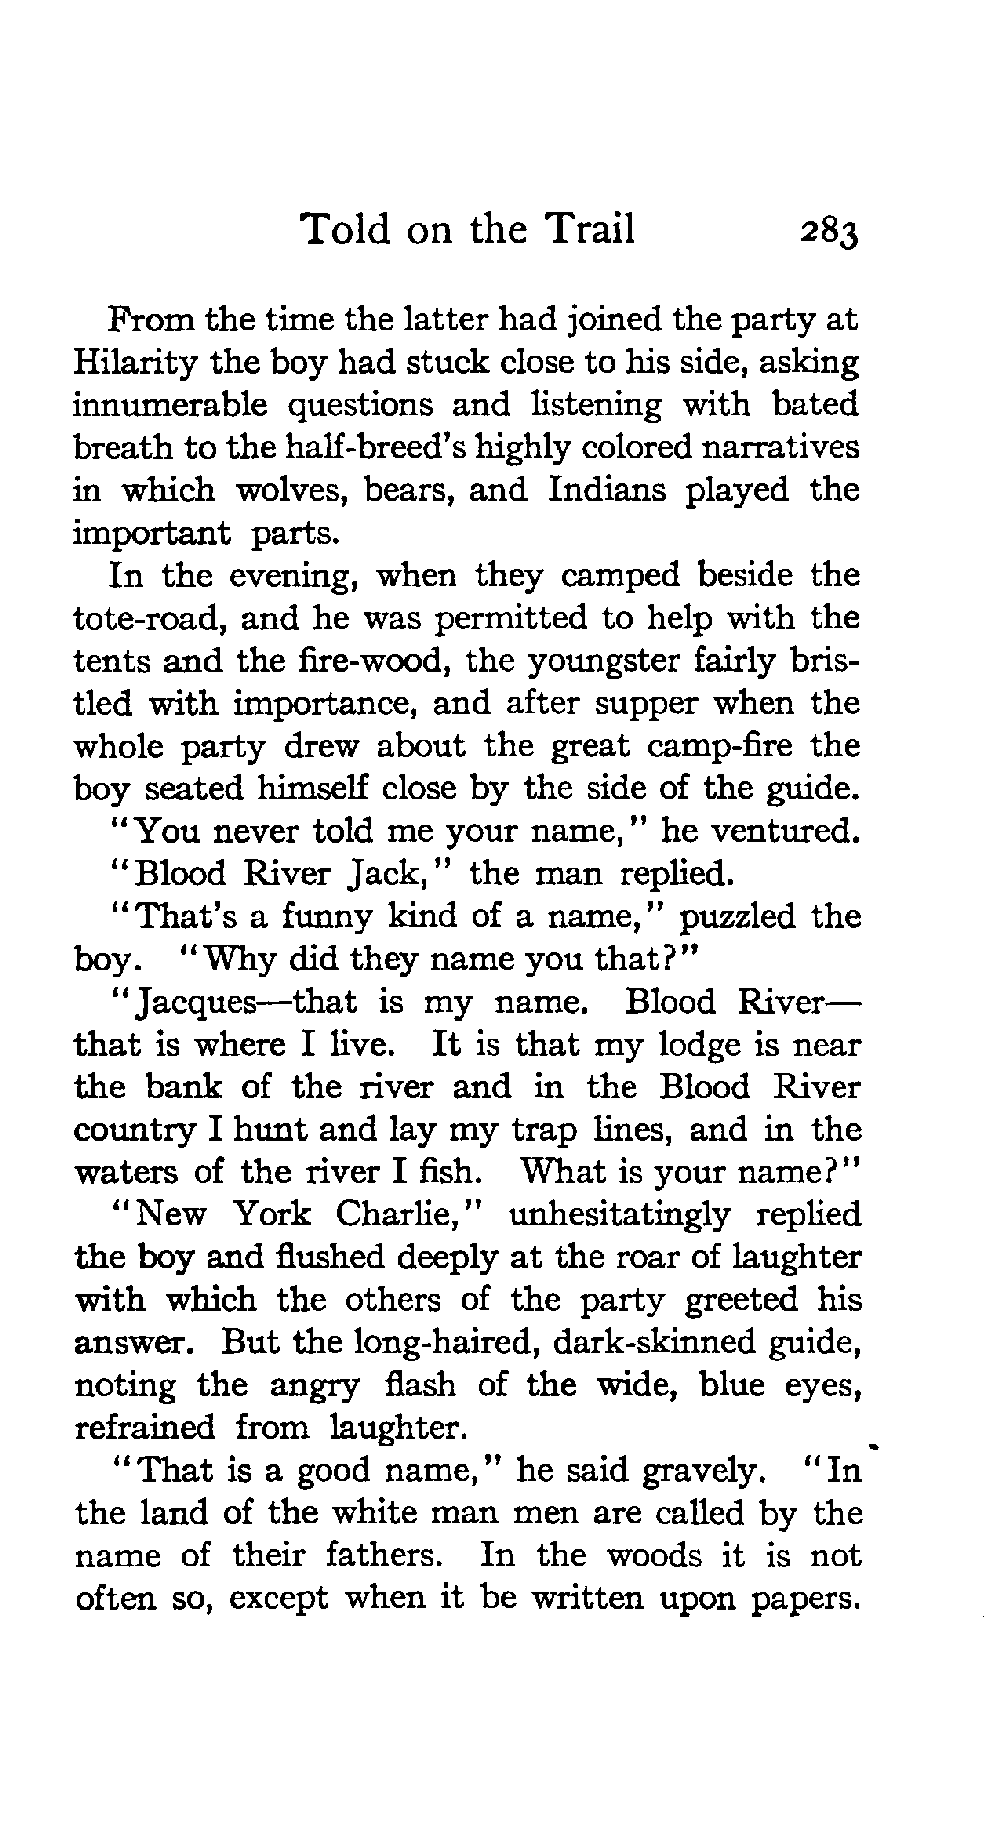 Told on the Trail 283
From the time the latter had joined the party at
Hilarity the boy had stuck close to his side, asking
innumerable questions and listening with bated
breath to the half-breed's highly colored narratives
in which wolves, bears, and Indians played the
important parts.
In the evening, when they camped beside the
tote-road, and he was permitted to help with the
tents and the fire-wood, the youngster fairly bris-
tled with importance, and after supper when the
whole party drew about the great camp-fire the
boy seated himself close by the side of the guide.
"You never told me your name," he ventured.
"Blood River Jack," the man replied.
"That's a funny kind of a name," puzzled the
boy. "Why did they name you that?"
"Jacques—that is my name. Blood River—
that is where I live. It is that my lodge is near
the bank of the river and in the Blood River
country I hunt and lay my trap lines, and in the
waters of the river I fish. What is your name?"
"New York Charlie," unhesitatingly replied
the boy and flushed deeply at the roar of laughter
with which the others of the party greeted his
answer. But the long-haired, dark-skinned guide,
noting the angry flash of the wide, blue eyes,
refrained from laughter.
"That is a good name," he said gravely. "In
the land of the white man men are called by the
name of their fathers. In the woods it is not
often so, except when it be written upon papers.